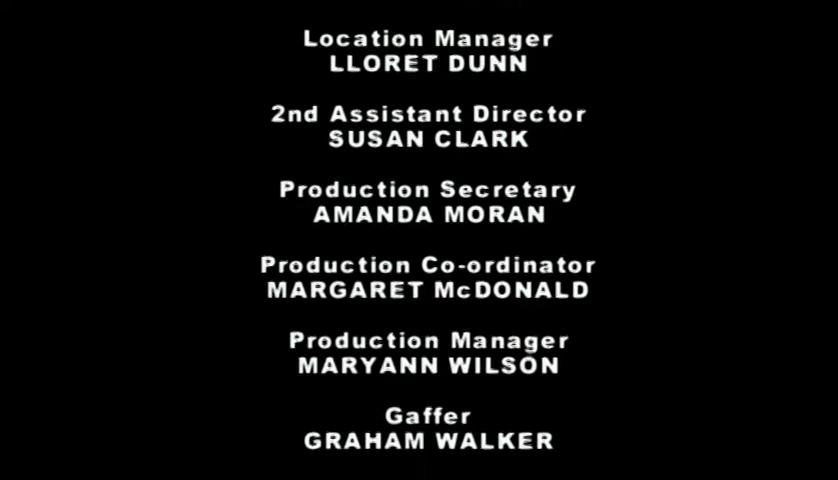 Location Manager
LLORET DUNN
2nd Assistant Director
SUSAN CLARK
Production Secretary
AMANDA MORAN
Production Co-ordinator
MARGARET McDONALD
Production Manager
MARYANN WILSON
Gaffer
GRAHAM WALKER